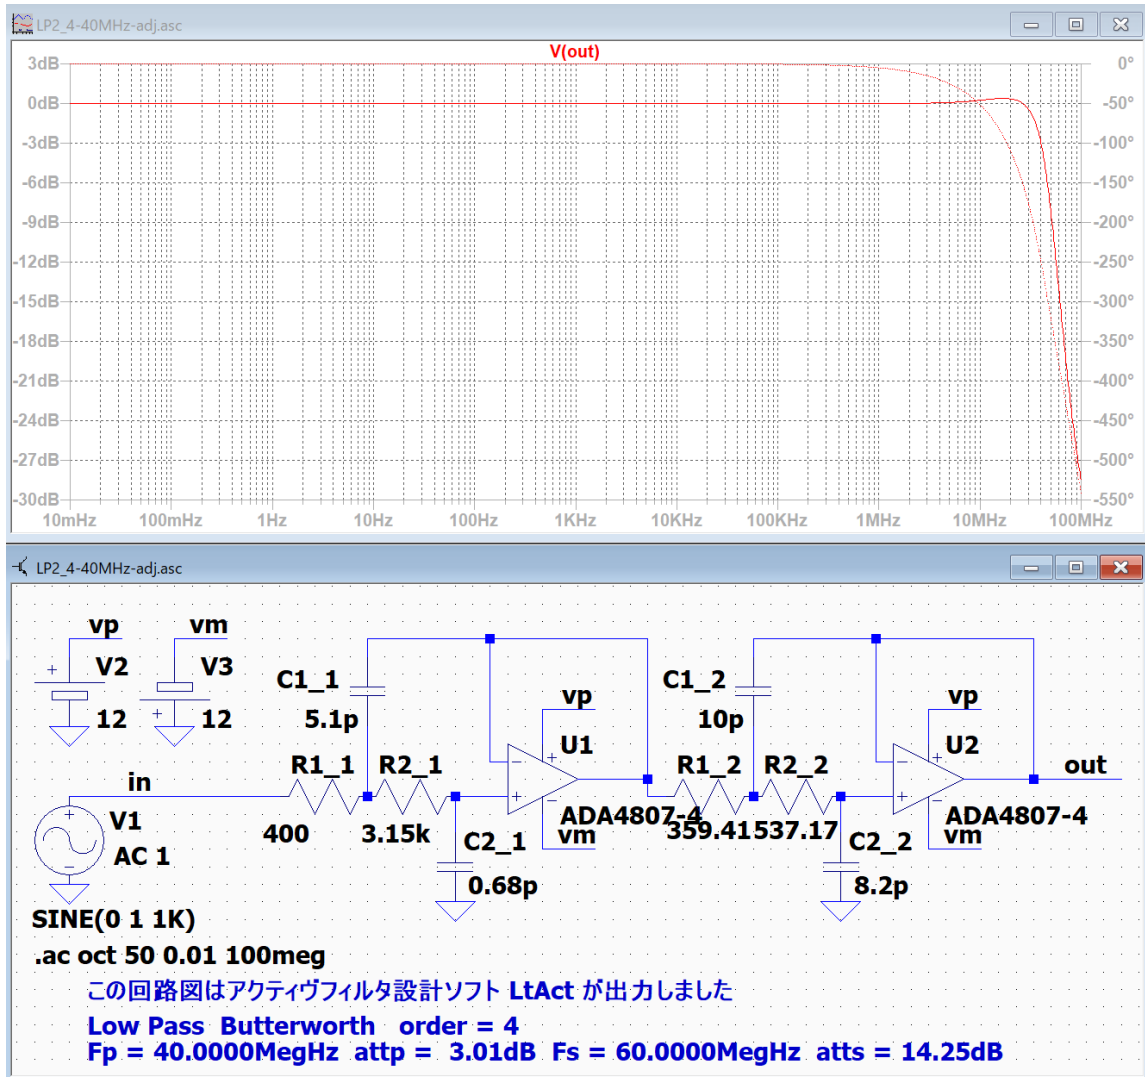 LP2_4-40MHz-adj.asc
V(out)
3dB
0°
0dB
-50°
-3dB
-100°
-6dB
-150°
-9dB
-200°
-12dB
-250°
-15dB
-300°
-18dB
-350°
-21dB
-400°
-24dB
-450°
-27dB
-500°
-30dB
-550°
10mHz 100mHz 1Hz 10Hz 100Hz 1KHz 10KHz 100KHz 1MHz 10MHz 100MHz
LP2_4-40MHz-adj.asc
vp vm
V2 V3
12 12
C1_1
5.1p
C1_2
10p
vp
vp
U1
U2
in
R1_1 R2_1
R1_2 R2_2
out
V1
AC 1
400 3.15k
ADA4807-4
359.41 537.17
ADA4807-4
C2_1
0.68p
vm
C2_2
8.2p
vm
SINE(0 1 1K)
.ac oct 50 0.01 100meg
この回路図はアクティヴフィルタ設計ソフト LtAct が出力しました
Low Pass Butterworth order = 4
Fp = 40.0000MegHz attp = 3.01dB Fs = 60.0000MegHz atts = 14.25dB